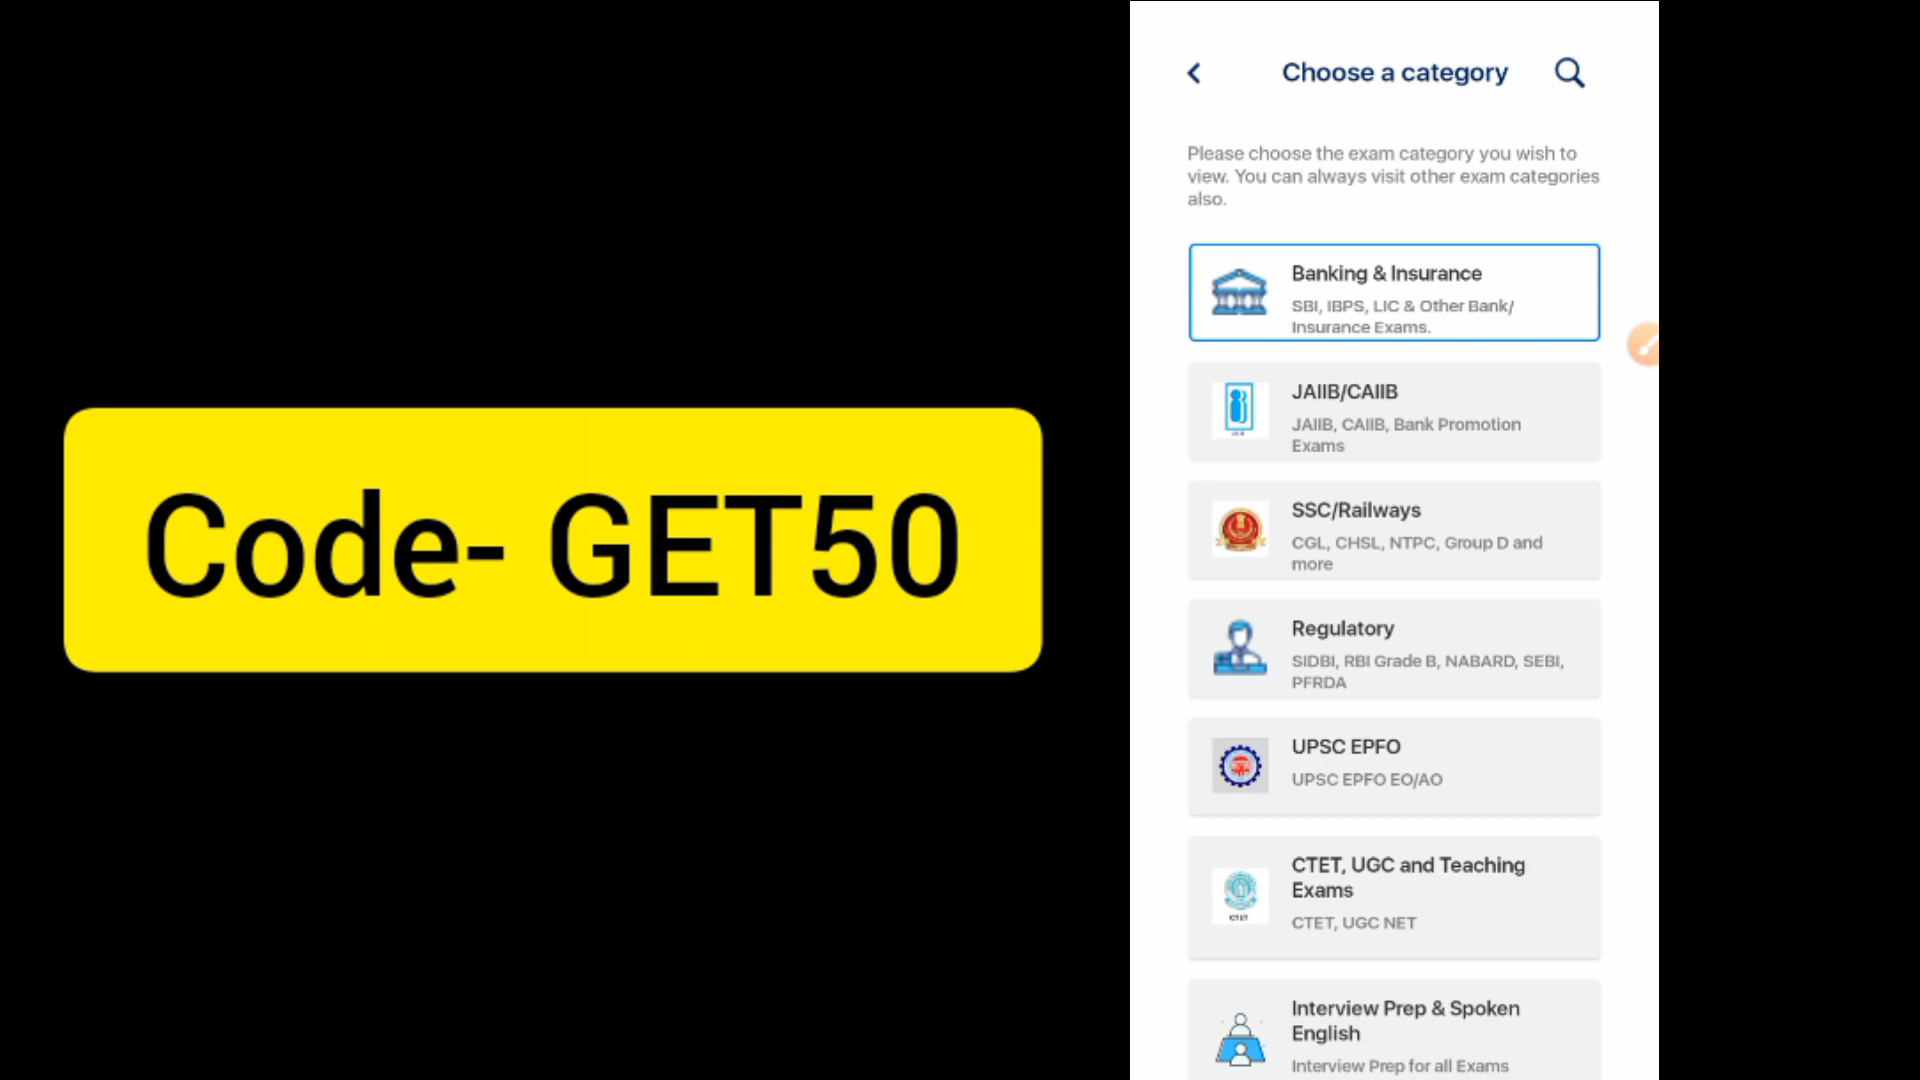 Code- GET50
Choose a category
Please choose the exam category you wish to
view. You can always visit other exam categories
also.
Banking & Insurance
SBI, IBPS, LIC & Other Bank/
Insurance Exams.
JAIIB/CAIIB
JAIIB, CAIIB, Bank Promotion
Exams
SSC/Railways
CGL, CHSL, NTPC, Group D and
more
Regulatory
SIDBI, RBI Grade B, NABARD, SEBI,
PFRDA
UPSC EPFO
UPSC EPFO EO/AO
CTET, UGC and Teaching
Exams
CTET
CTET, UGC NET
Interview Prep & Spoken
English
Interview Prep for all Exams